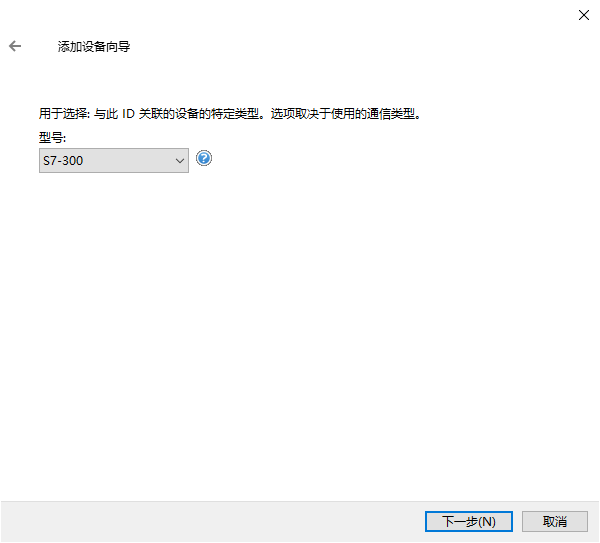 添加设备向导
用于选择: 与此 ID 关联的设备的特定类型。选项取决于使用的通信类型。
型号:
S7-300
?
下一步(N)
取消